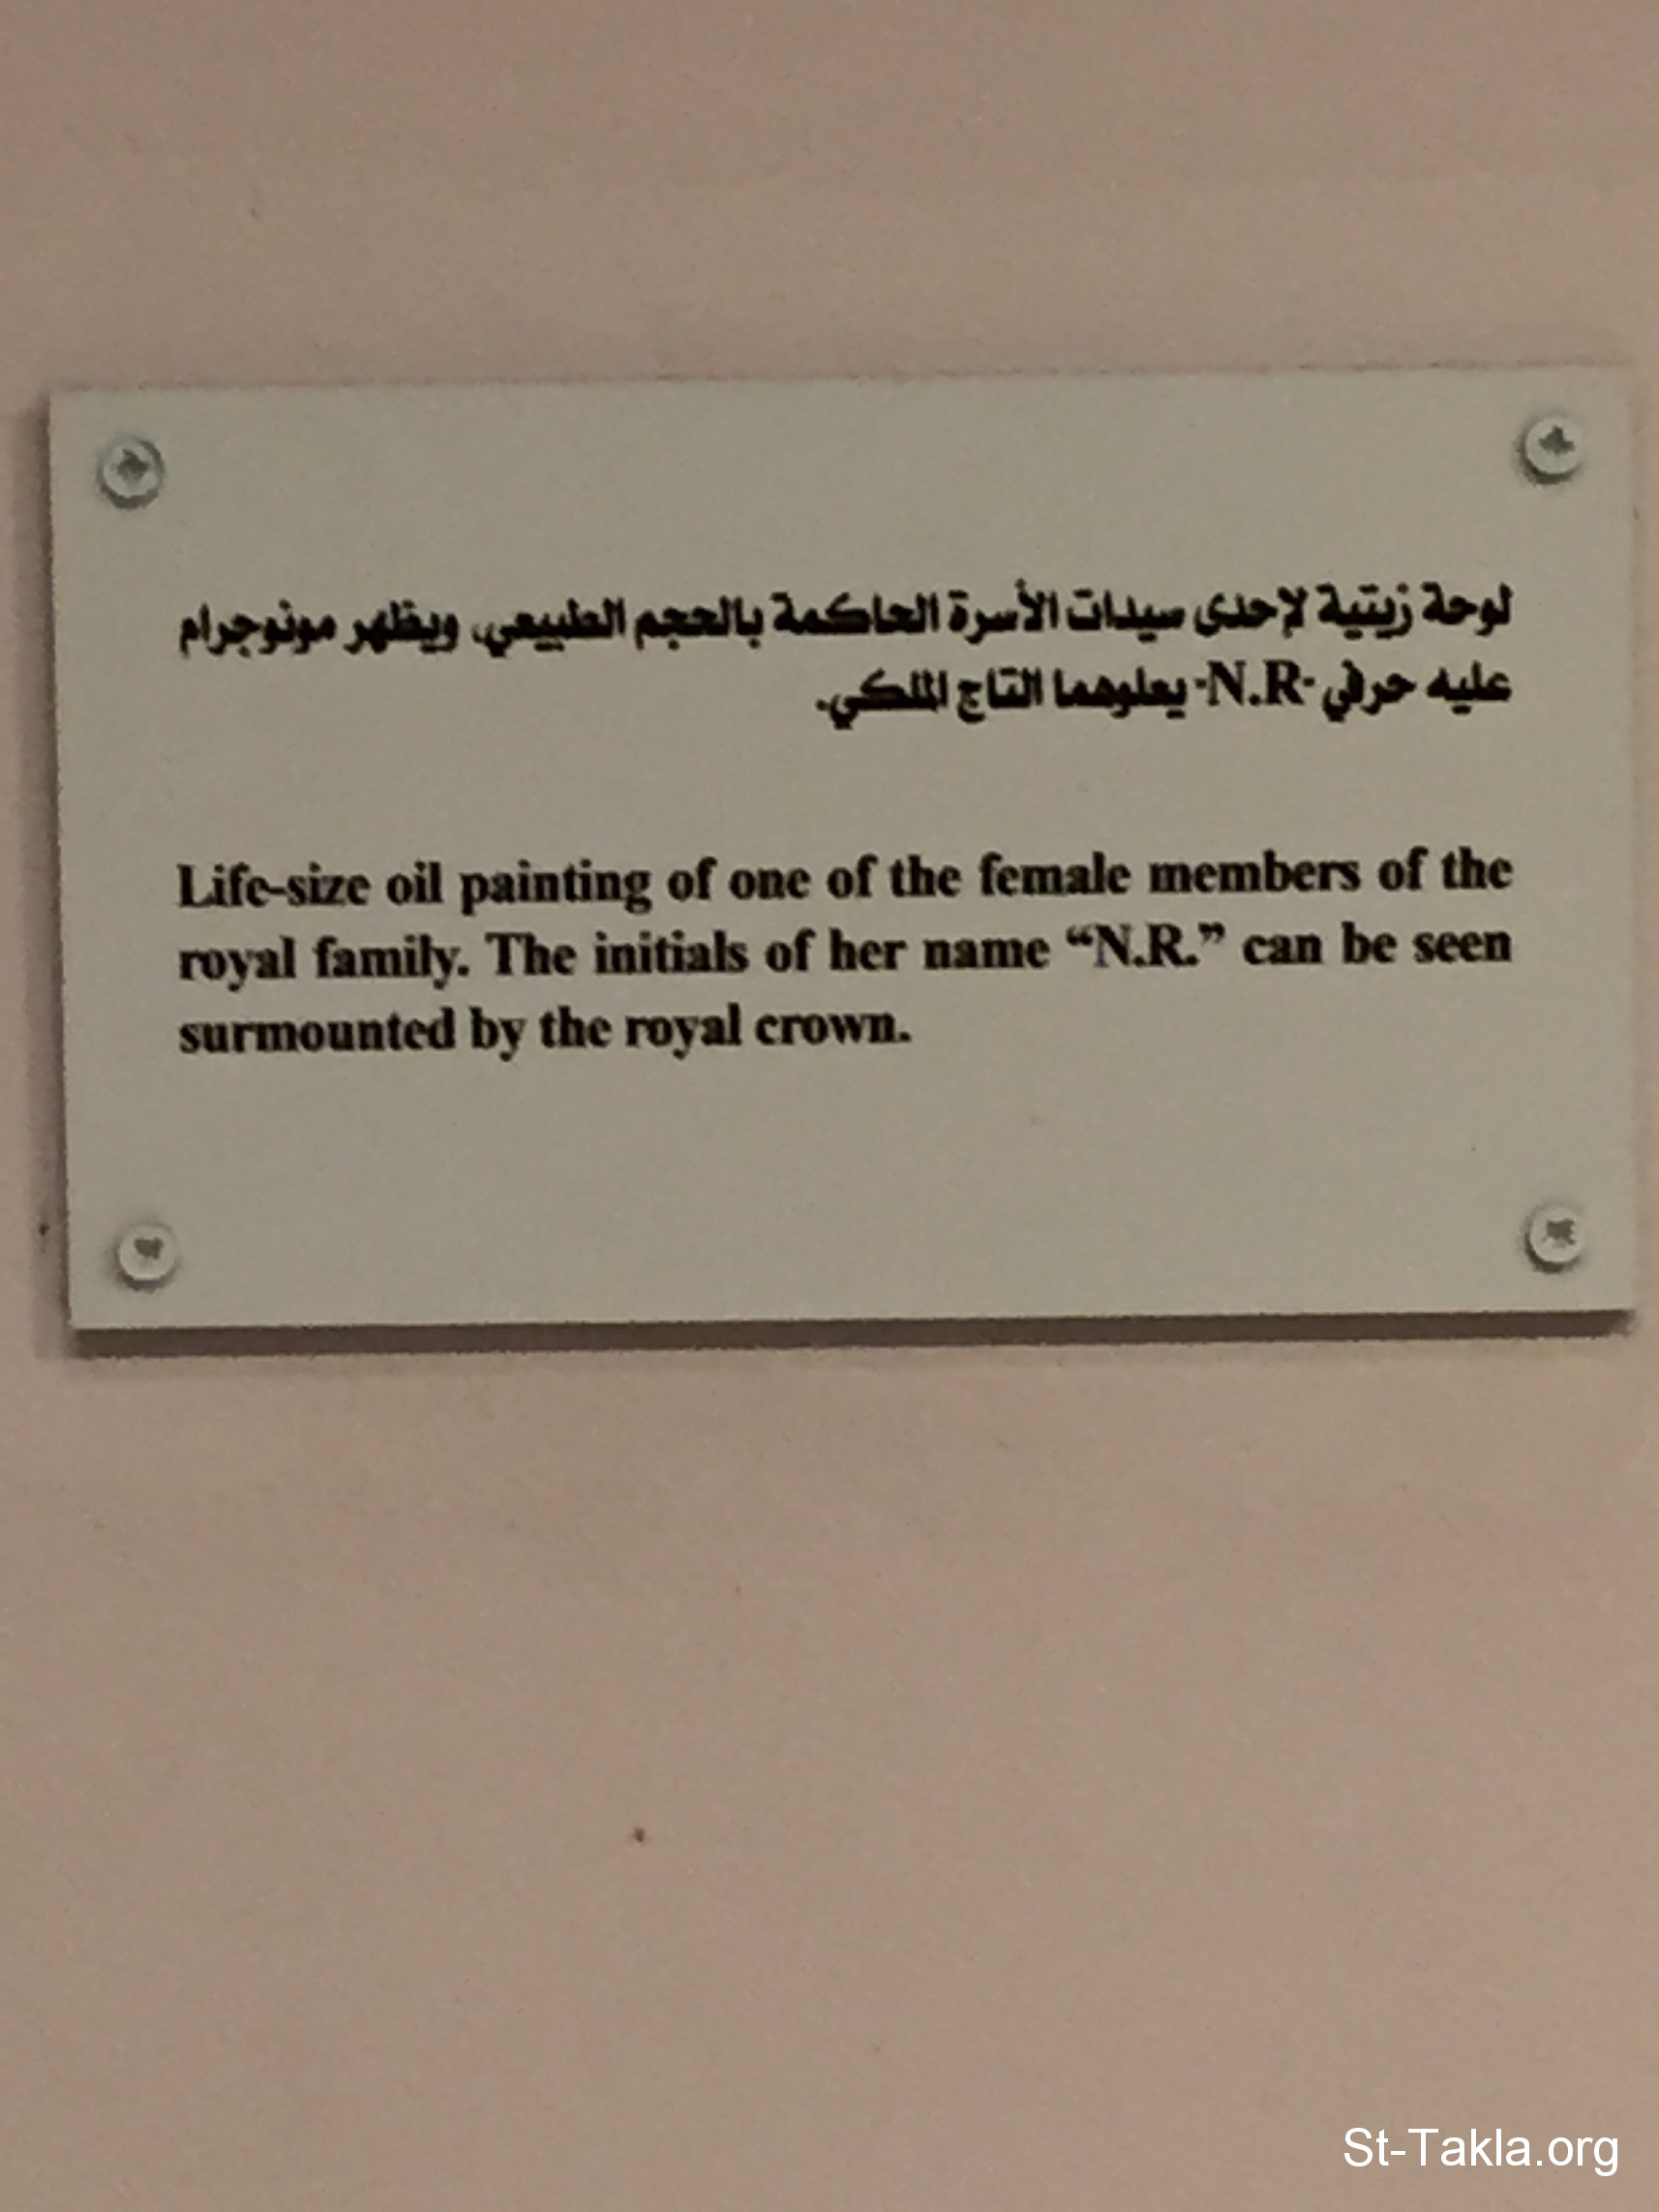 لوحة زيتية لإحدى سيدات الأسرة الحاكمة بالحجم الطبيعي، ويظهر مونوجرام
عليه حرفي -N.R- يعلوهما التاج الملكي.
Life-size oil painting of one of the female members of the
royal family. The initials of her name “N.R.” can be seen
surmounted by the royal crown.
St-Takla.org